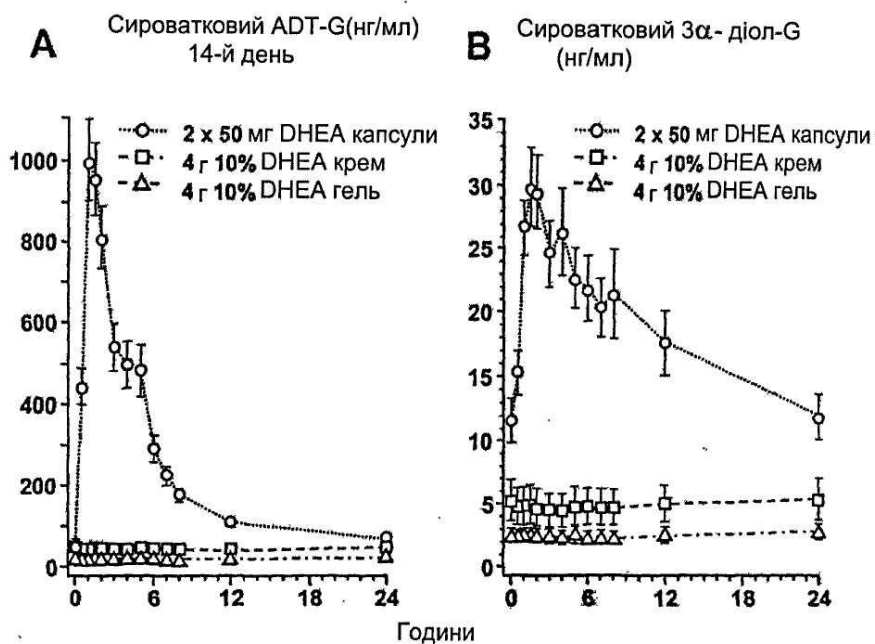 A
Сироватковий ADT-G(нг/мл)
14-й день
2 x 50 мг DHEA капсули
4 г 10% DHEA крем
4 г 10% DHEA гель
1000
800
600
400
200
0
0 6 12 18 24
B
Сироватковий 3α- діол-G
(нг/мл)
2 x 50 мг DHEA капсули
4 г 10% DHEA крем
4 г 10% DHEA гель
35
30
25
20
15
10
5
0
0 6 12 18 24
Години